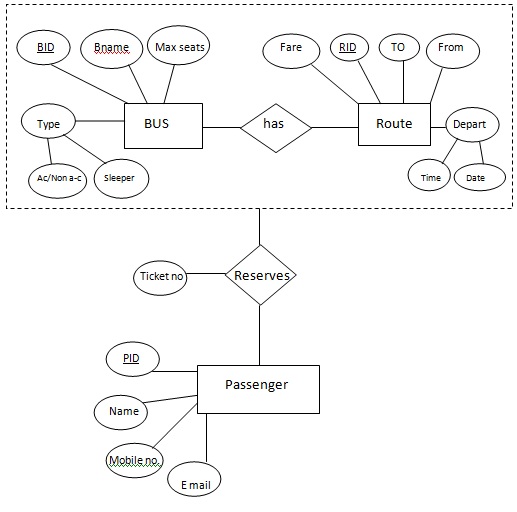 BID
Bname
Max seats
Fare
RID
TO
From
Type
BUS
has
Route
Depart
Ac/Non a-c
Sleeper
Time
Date
Ticket no
Reserves
PID
Passenger
Name
Mobile no.
E mail